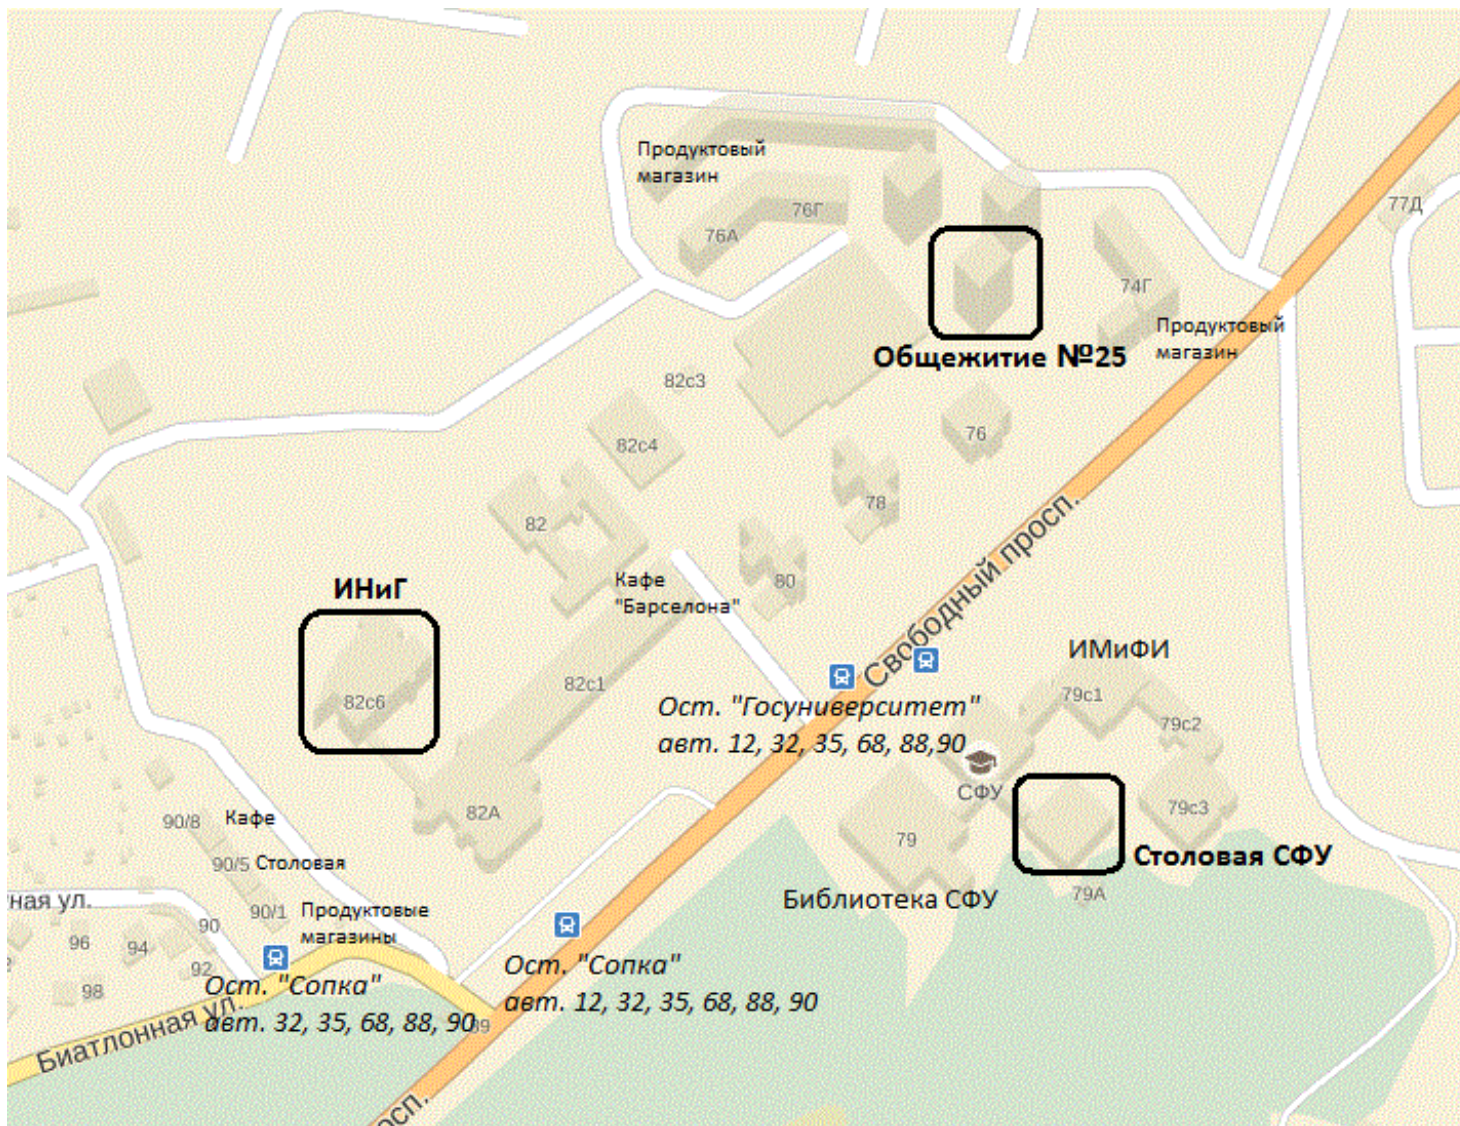 Продуктовый
магазин
76Г
76А
77Д
74Г
Продуктовый
магазин
Общежитие №25
82с3
76
82с4
78
82
Свободный просп.
ИНиГ
Кафе
"Барселона"
80
ИМиФИ
82с6
82с1
79с1
Ост. "Госуниверситет"
авт. 12, 32, 35, 68, 88,90
79с2
СФУ
90/8
Кафе
82А
79
79с3
90/5
Столовая
Столовая СФУ
79А
ная ул.
Библиотека СФУ
90/1
Продуктовые
магазины
90
96
94
92
98
Ост. "Сопка"
авт. 32, 35, 68, 88, 90
Ост. "Сопка"
авт. 12, 32, 35, 68, 88, 90
89
Биатлонная ул.
осп.